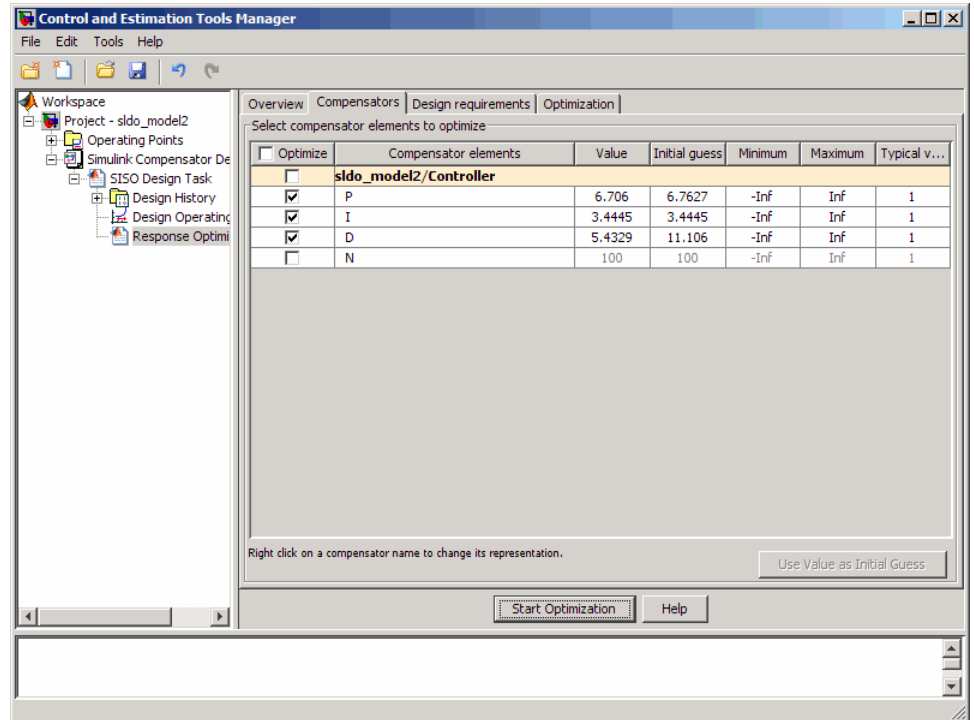 Control and Estimation Tools Manager
File Edit Tools Help
Workspace
Project - sldo_model2
Operating Points
Simulink Compensator De
SISO Design Task
Design History
Design Operating
Response Optimi
Overview Compensators Design requirements Optimization
Select compensator elements to optimize
Optimize Compensator elements Value Initial guess Minimum Maximum Typical v...
sldo_model2/Controller
P 6.706 6.7627 -Inf Inf 1
I 3.4445 3.4445 -Inf Inf 1
D 5.4329 11.106 -Inf Inf 1
N 100 100 -Inf Inf 1
Right click on a compensator name to change its representation.
Use Value as Initial Guess
Start Optimization Help